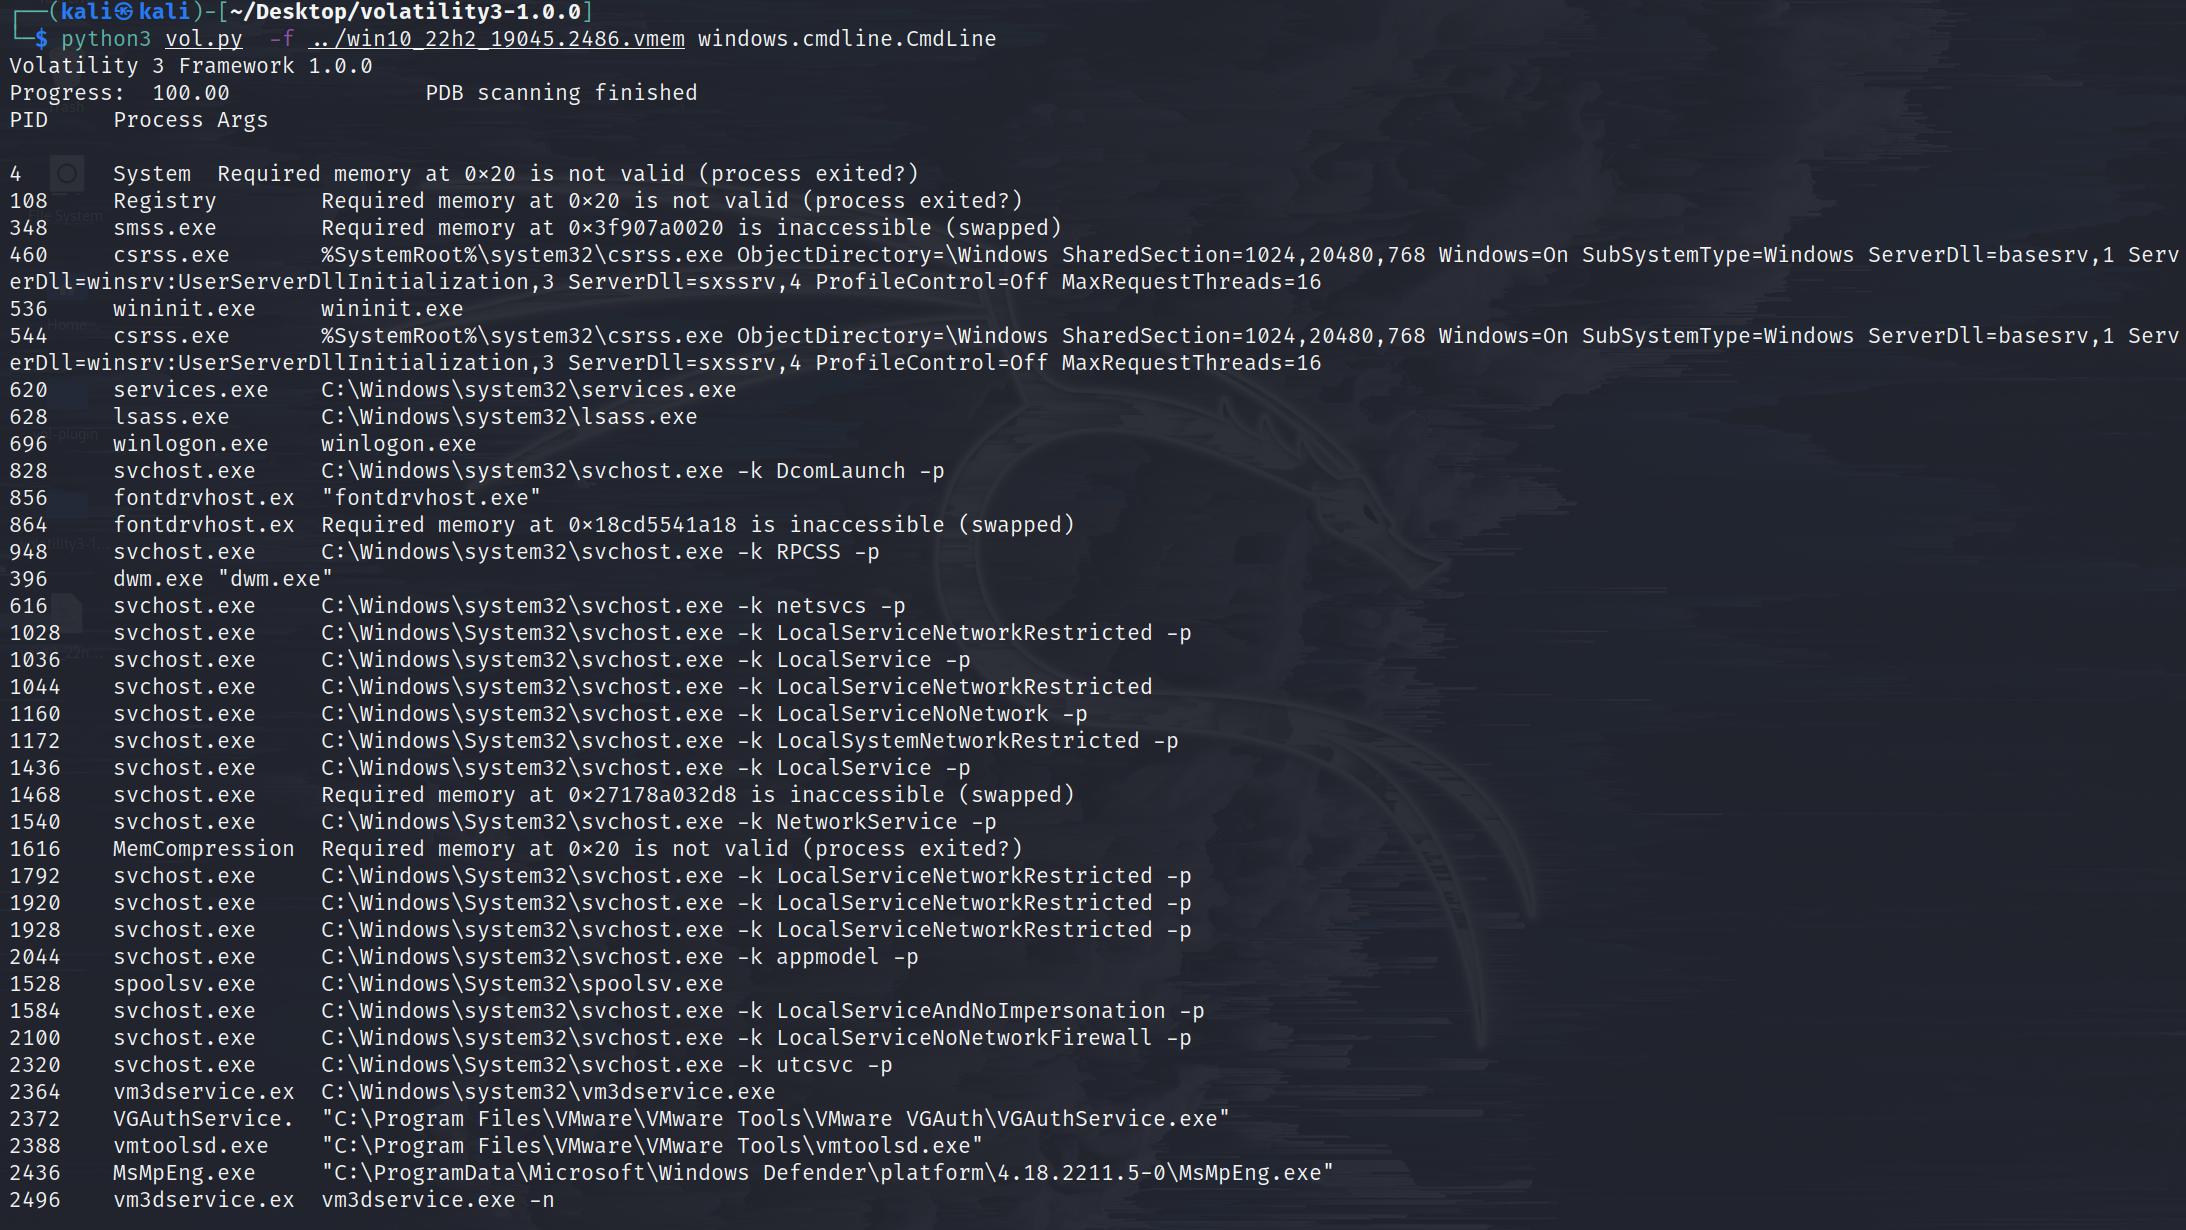 ┌──(kali㉿kali)-[~/Desktop/volatility3-1.0.0]
└─$ python3 vol.py  -f ../win10_22h2_19045.2486.vmem windows.cmdline.CmdLine
Volatility 3 Framework 1.0.0
Progress:  100.00               PDB scanning finished
PID     Process Args

4       System  Required memory at 0×20 is not valid (process exited?)
108     Registry        Required memory at 0×20 is not valid (process exited?)
348     smss.exe        Required memory at 0×3f907a0020 is inaccessible (swapped)
460     csrss.exe       %SystemRoot%\system32\csrss.exe ObjectDirectory=\Windows SharedSection=1024,20480,768 Windows=On SubSystemType=Windows ServerDll=basesrv,1 Serv
erDll=winsrv:UserServerDllInitialization,3 ServerDll=sxssrv,4 ProfileControl=Off MaxRequestThreads=16
536     wininit.exe     wininit.exe
544     csrss.exe       %SystemRoot%\system32\csrss.exe ObjectDirectory=\Windows SharedSection=1024,20480,768 Windows=On SubSystemType=Windows ServerDll=basesrv,1 Serv
erDll=winsrv:UserServerDllInitialization,3 ServerDll=sxssrv,4 ProfileControl=Off MaxRequestThreads=16
620     services.exe    C:\Windows\system32\services.exe
628     lsass.exe       C:\Windows\system32\lsass.exe
696     winlogon.exe    winlogon.exe
828     svchost.exe     C:\Windows\system32\svchost.exe -k DcomLaunch -p
856     fontdrvhost.ex  "fontdrvhost.exe"
864     fontdrvhost.ex  Required memory at 0×18cd5541a18 is inaccessible (swapped)
948     svchost.exe     C:\Windows\system32\svchost.exe -k RPCSS -p
396     dwm.exe "dwm.exe"
616     svchost.exe     C:\Windows\system32\svchost.exe -k netsvcs -p
1028    svchost.exe     C:\Windows\System32\svchost.exe -k LocalServiceNetworkRestricted -p
1036    svchost.exe     C:\Windows\system32\svchost.exe -k LocalService -p
1044    svchost.exe     C:\Windows\system32\svchost.exe -k LocalServiceNetworkRestricted
1160    svchost.exe     C:\Windows\system32\svchost.exe -k LocalServiceNoNetwork -p
1172    svchost.exe     C:\Windows\system32\svchost.exe -k LocalSystemNetworkRestricted -p
1436    svchost.exe     C:\Windows\system32\svchost.exe -k LocalService -p
1468    svchost.exe     Required memory at 0×27178a032d8 is inaccessible (swapped)
1540    svchost.exe     C:\Windows\System32\svchost.exe -k NetworkService -p
1616    MemCompression  Required memory at 0×20 is not valid (process exited?)
1792    svchost.exe     C:\Windows\System32\svchost.exe -k LocalServiceNetworkRestricted -p
1920    svchost.exe     C:\Windows\System32\svchost.exe -k LocalServiceNetworkRestricted -p
1928    svchost.exe     C:\Windows\System32\svchost.exe -k LocalServiceNetworkRestricted -p
2044    svchost.exe     C:\Windows\system32\svchost.exe -k appmodel -p
1528    spoolsv.exe     C:\Windows\System32\spoolsv.exe
1584    svchost.exe     C:\Windows\system32\svchost.exe -k LocalServiceAndNoImpersonation -p
2100    svchost.exe     C:\Windows\system32\svchost.exe -k LocalServiceNoNetworkFirewall -p
2320    svchost.exe     C:\Windows\System32\svchost.exe -k utcsvc -p
2364    vm3dservice.ex  C:\Windows\system32\vm3dservice.exe
2372    VGAuthService.  "C:\Program Files\VMware\VMware Tools\VMware VGAuth\VGAuthService.exe"
2388    vmtoolsd.exe    "C:\Program Files\VMware\VMware Tools\vmtoolsd.exe"
2436    MsMpEng.exe     "C:\ProgramData\Microsoft\Windows Defender\platform\4.18.2211.5-0\MsMpEng.exe"
2496    vm3dservice.ex  vm3dservice.exe -n